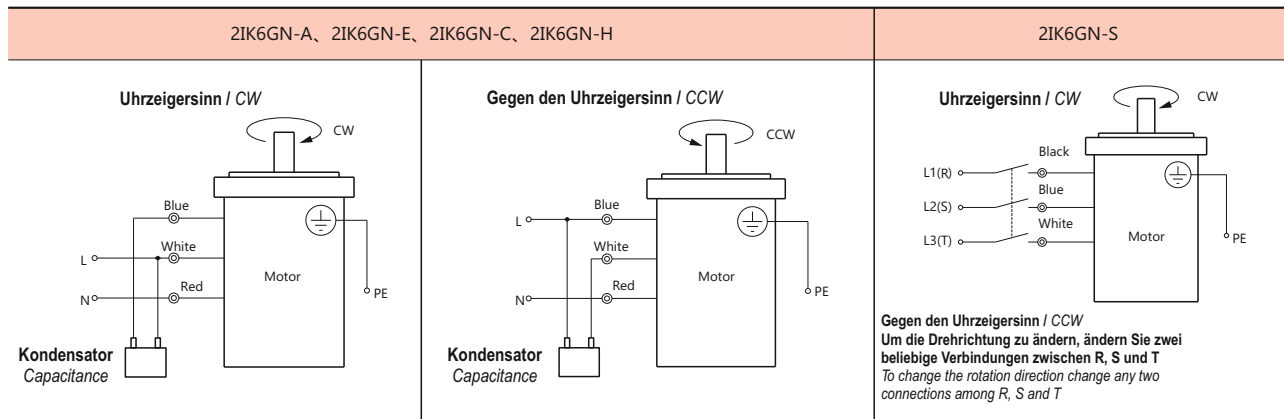 2IK6GN-A、2IK6GN-E、2IK6GN-C、2IK6GN-H
2IK6GN-S
Uhrzeigersinn / CW
CW
Blue
White
L
Red
N
Motor
PE
Kondensator
Capacitance
Gegen den Uhrzeigersinn / CCW
CCW
Blue
L
White
Red
N
Motor
PE
Kondensator
Capacitance
Uhrzeigersinn / CW
CW
Black
L1(R)
Blue
L2(S)
White
L3(T)
Motor
PE
Gegen den Uhrzeigersinn / CCW
Um die Drehrichtung zu ändern, ändern Sie zwei
beliebige Verbindungen zwischen R, S und T
To change the rotation direction change any two
connections among R, S and T